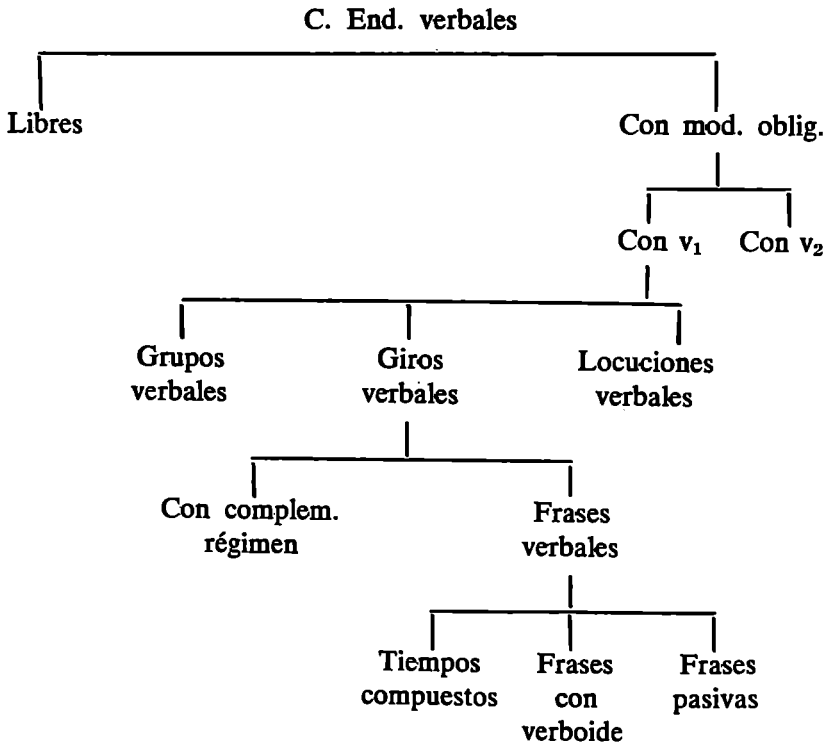 C. End. verbales
Libres
Con mod. oblig.
Con v₁ Con v₂
Grupos
verbales
Giros
verbales
Locuciones
verbales
Con complem.
régimen
Frases
verbales
Tiempos
compuestos
Frases
con
verboide
Frases
pasivas